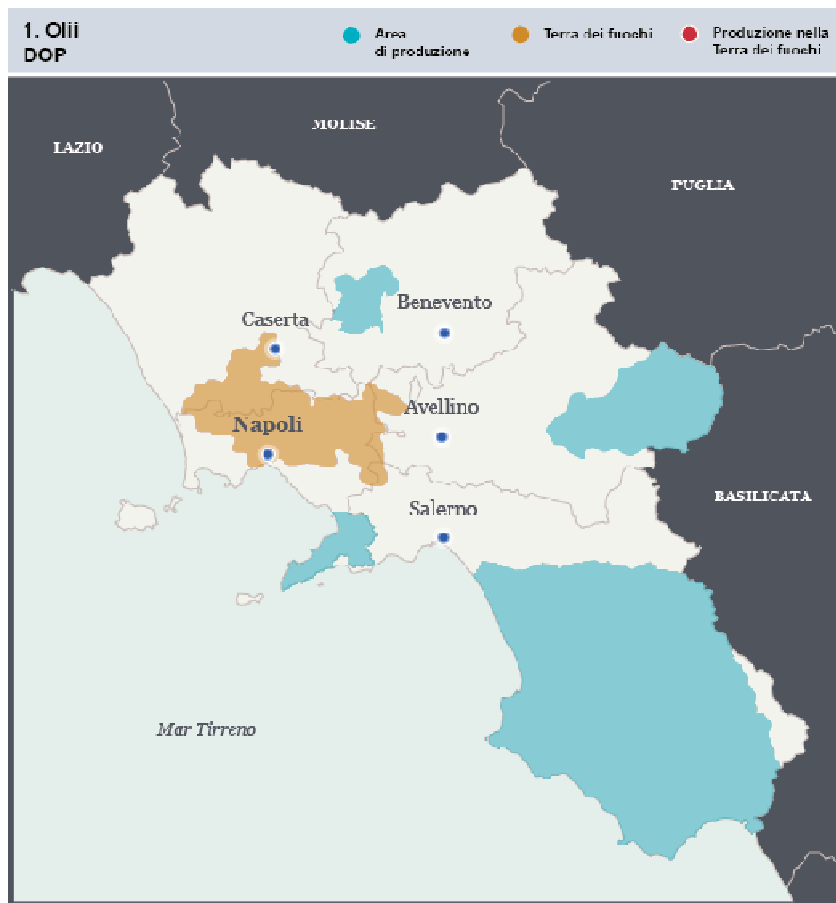 1. Olii
DOP
Area
di produzione
Terra dei fuochi
Produzione nella
Terra dei fuochi
MOLISE
LAZIO
PUGLIA
Benevento
Caserta
Avellino
Napoli
BASILICATA
Salerno
Mar Tirreno